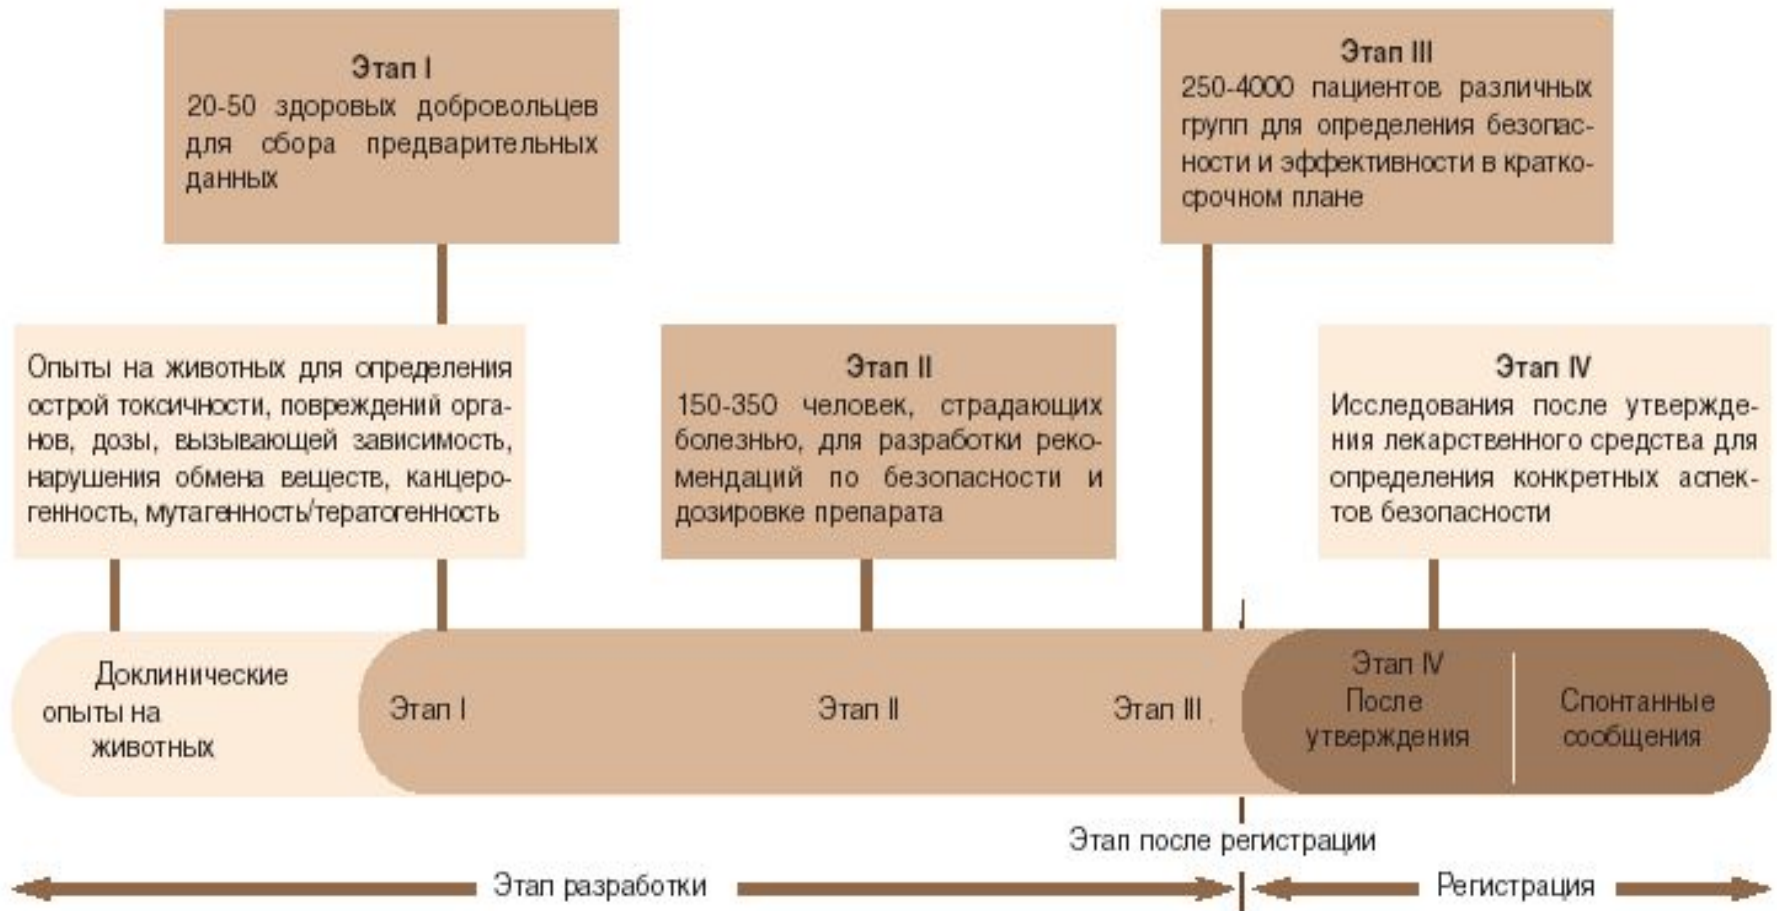 Этап I
20-50 здоровых добровольцев
для сбора предварительных
данных
Этап III
250-4000 пациентов различных
групп для определения безопас-
ности и эффективности в кратко-
срочном плане
Опыты на животных для определения
острой токсичности, повреждений орга-
нов, дозы, вызывающей зависимость,
нарушения обмена веществ, канцеро-
генность, мутагенность/тератогенность
Этап II
150-350 человек, страдающих
болезнью, для разработки реко-
мендаций по безопасности и
дозировке препарата
Этап IV
Исследования после утвержде-
ния лекарственного средства для
определения конкретных аспек-
тов безопасности
Доклинические
опыты на
животных
Этап I
Этап II
Этап III
Этап IV
После
утверждения
Спонтанные
сообщения
Этап после регистрации
Этап разработки
Регистрация